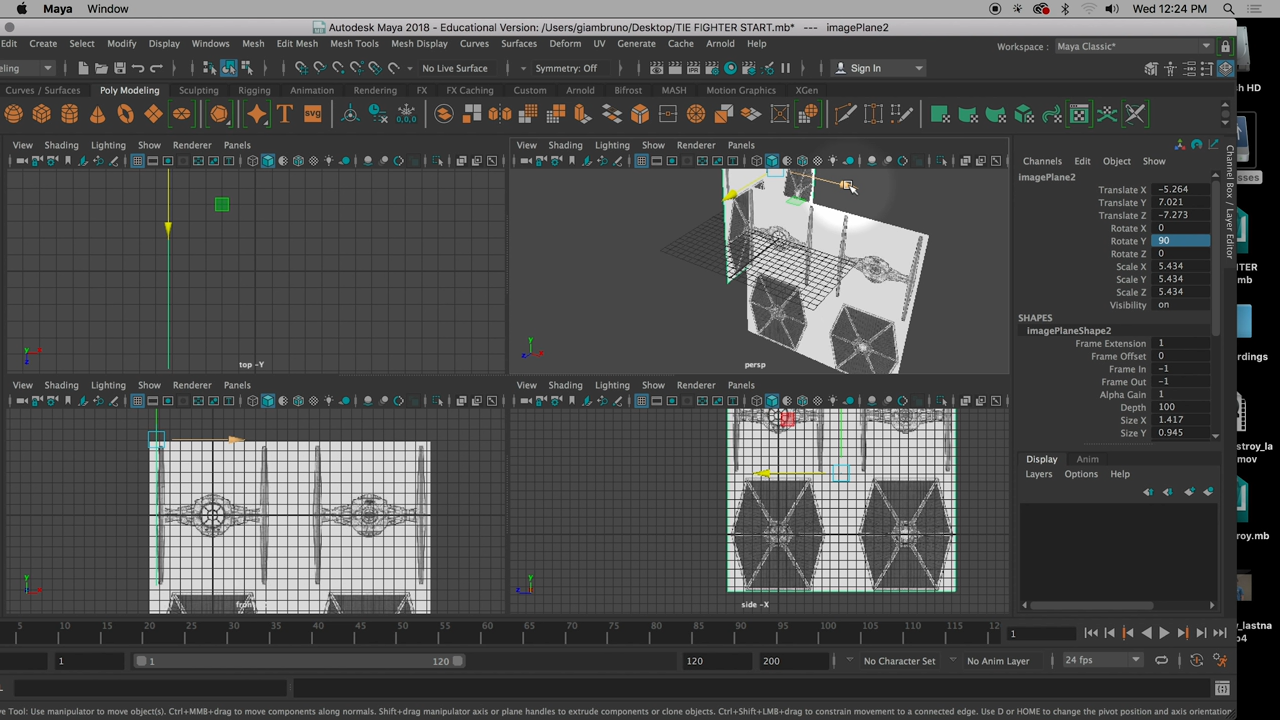 Maya Window Wed 12:24 PM
Autodesk Maya 2018 - Educational Version: /Users/giambruno/Desktop/TIE FIGHTER START.mb* --- imagePlane2
Edit Create Select Modify Display Windows Mesh Edit Mesh Mesh Tools Mesh Display Curves Surfaces Deform UV Generate Cache Arnold Help Workspace : Maya Classic*
eling No Live Surface Symmetry: Off Sign In
Curves / Surfaces Poly Modeling Sculpting Rigging Animation Rendering FX FX Caching Custom Arnold Bifrost MASH Motion Graphics XGen
View Shading Lighting Show Renderer Panels
View Shading Lighting Show Renderer Panels
top -Y
persp
View Shading Lighting Show Renderer Panels
View Shading Lighting Show Renderer Panels
side -X
Channels Edit Object Show
imagePlane2
Translate X -5.264
Translate Y 7.021
Translate Z -7.273
Rotate X 0
Rotate Y 90
Rotate Z 0
Scale X 5.434
Scale Y 5.434
Scale Z 5.434
Visibility on
SHAPES
imagePlaneShape2
Frame Extension 1
Frame Offset 0
Frame In -1
Frame Out -1
Alpha Gain 1
Depth 100
Size X 1.417
Size Y 0.945
Channel Box / Layer Editor
Display Anim
Layers Options Help
5 10 15 20 25 30 35 40 45 50 55 60 65 70 75 80 85 90 95 100 105 110 115 12 1
1 1 120 120 200 No Character Set No Anim Layer 24 fps
ve Tool: Use manipulator to move object(s). Ctrl+MMB+drag to move components along normals. Shift+drag manipulator axis or plane handles to extrude components or clone objects. Ctrl+Shift+LMB+drag to constrain movement to a connected edge. Use D or HOME to change the pivot position and axis orientation